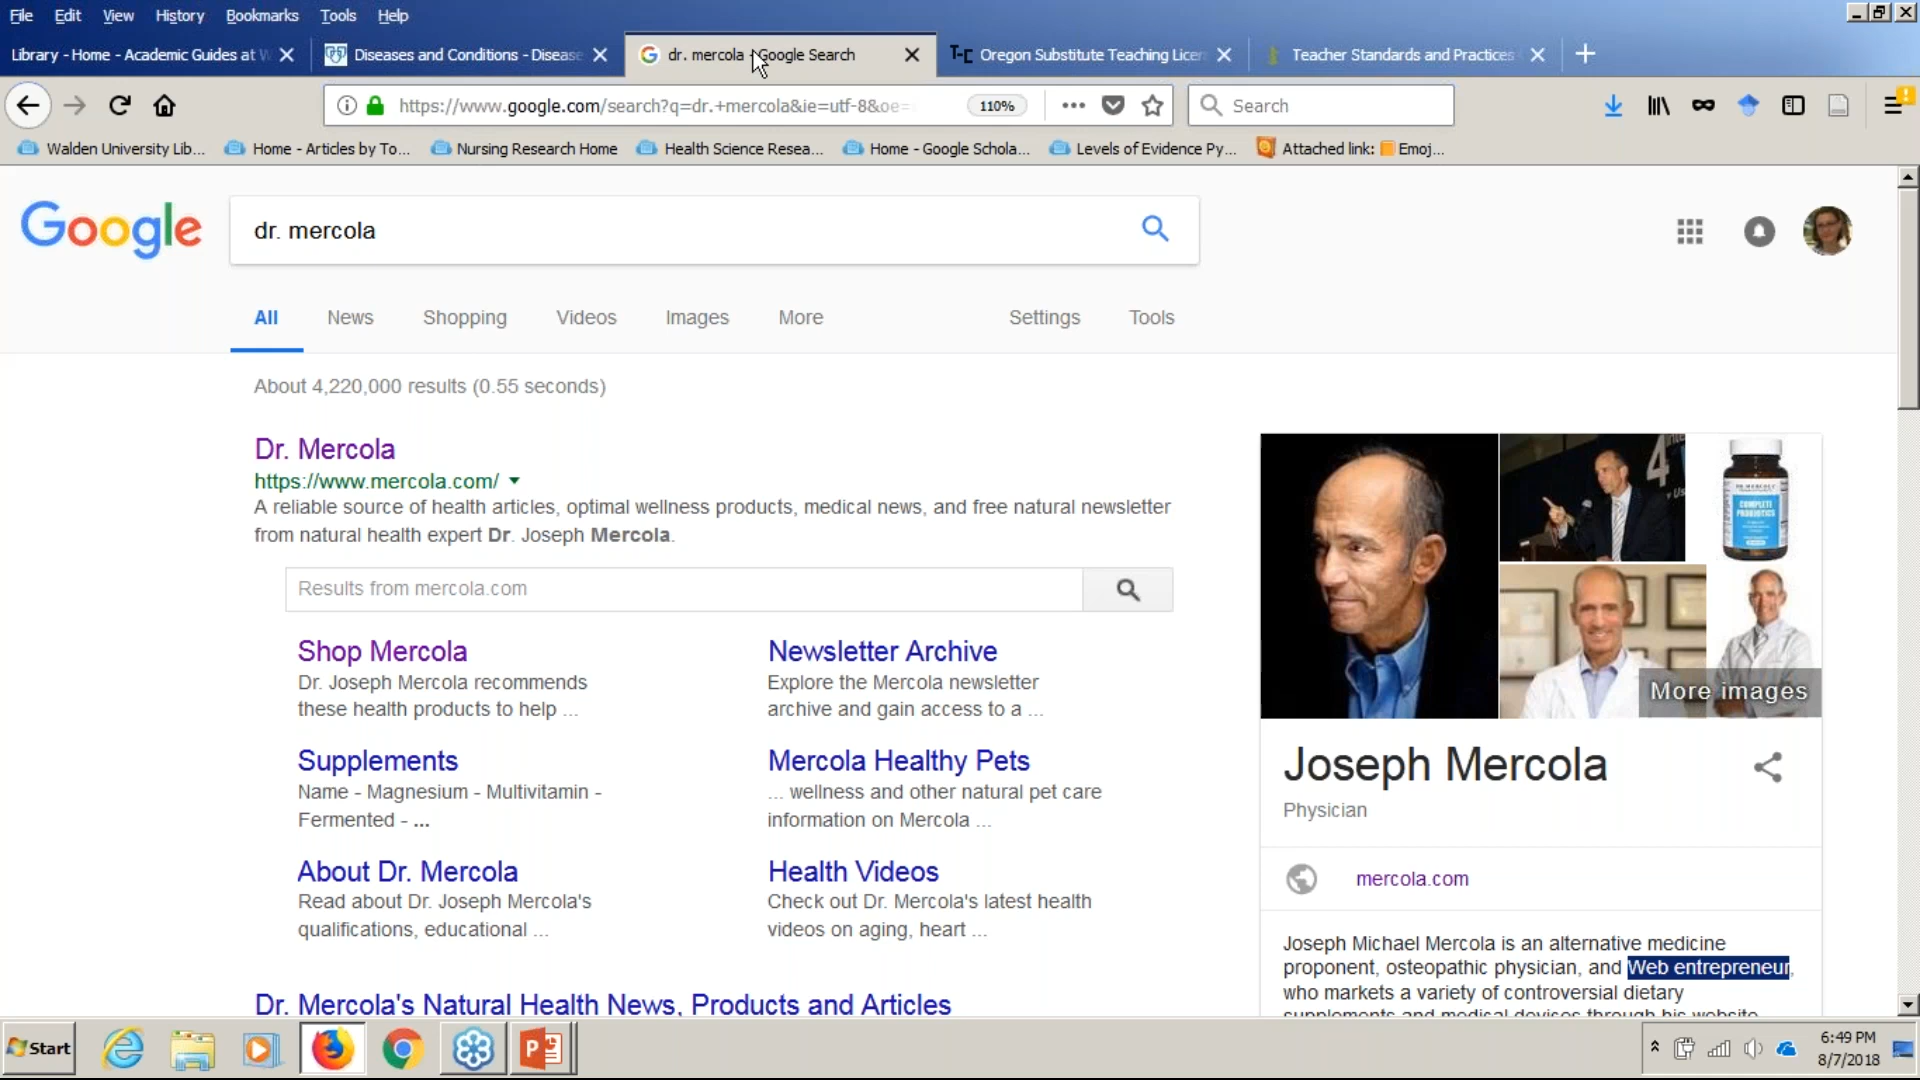 File Edit View History Bookmarks Tools Help
Library - Home - Academic Guides at W
Diseases and Conditions - Disease
dr. mercola - Google Search
Oregon Substitute Teaching Licen
Teacher Standards and Practices
https://www.google.com/search?q=dr.+mercola&ie=utf-8&oe=
110%
Search
Walden University Lib...
Home - Articles by To...
Nursing Research Home
Health Science Resea...
Home - Google Schola...
Levels of Evidence Py...
Attached link:
Emoj...
Google
dr. mercola
All News Shopping Videos Images More Settings Tools
About 4,220,000 results (0.55 seconds)
Dr. Mercola
https://www.mercola.com/
A reliable source of health articles, optimal wellness products, medical news, and free natural newsletter
from natural health expert Dr. Joseph Mercola.
Results from mercola.com
Shop Mercola
Dr. Joseph Mercola recommends
these health products to help ...
Newsletter Archive
Explore the Mercola newsletter
archive and gain access to a ...
Supplements
Name - Magnesium - Multivitamin -
Fermented - ...
Mercola Healthy Pets
... wellness and other natural pet care
information on Mercola ...
About Dr. Mercola
Read about Dr. Joseph Mercola's
qualifications, educational ...
Health Videos
Check out Dr. Mercola's latest health
videos on aging, heart ...
Dr. Mercola's Natural Health News, Products and Articles
COMPLETE
PROBIOTICS
More images
Joseph Mercola
Physician
mercola.com
Joseph Michael Mercola is an alternative medicine
proponent, osteopathic physician, and Web entrepreneur,
who markets a variety of controversial dietary
supplements and medical devices through his website
Start
6:49 PM
8/7/2018